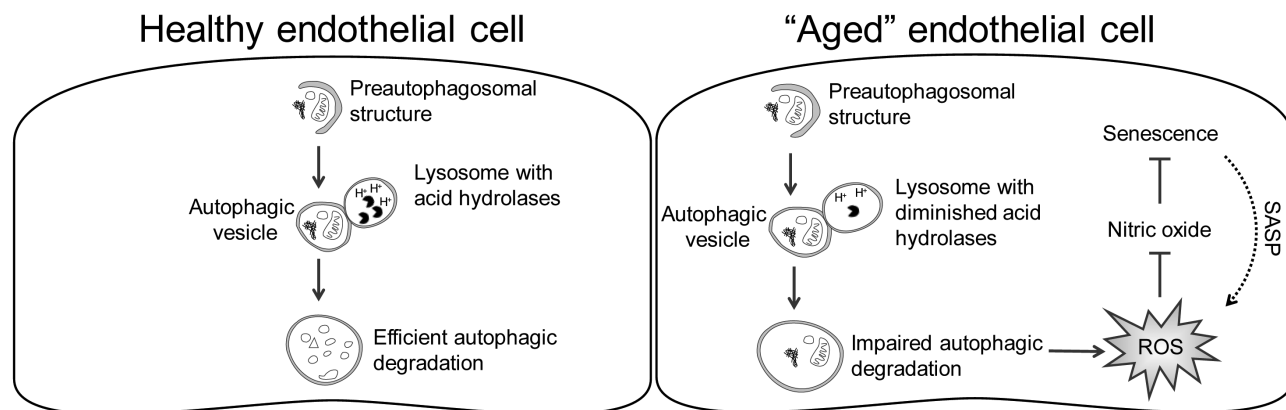 Healthy endothelial cell
Preautophagosomal
structure
Lysosome with
acid hydrolases
H+ H+
H+
Autophagic
vesicle
Efficient autophagic
degradation
“Aged” endothelial cell
Preautophagosomal
structure
Lysosome with
diminished acid
hydrolases
H+ H+
Autophagic
vesicle
Impaired autophagic
degradation
Senescence
Nitric oxide
SASP
ROS